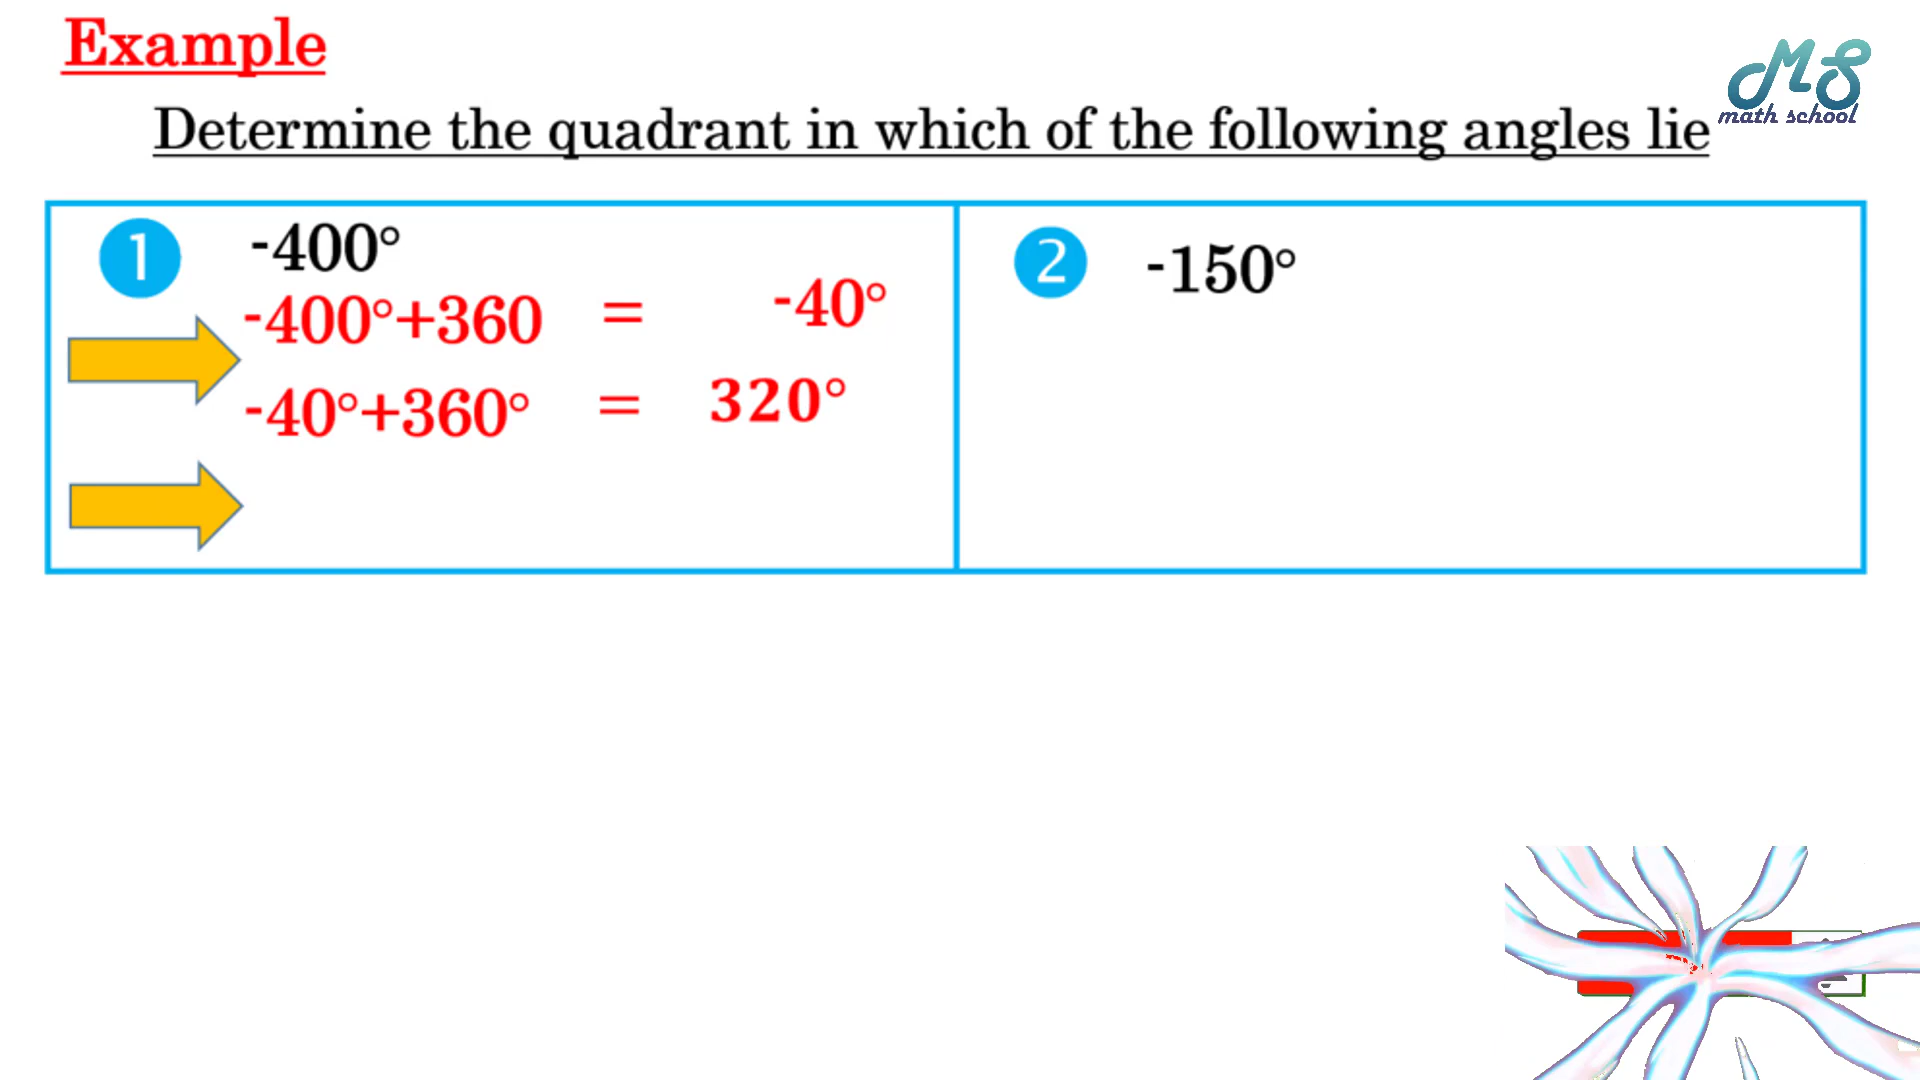 Example
MS
math school
Determine the quadrant in which of the following angles lie
1 -400°
-400°+360 = -40°
-40°+360° = 320°
2 -150°